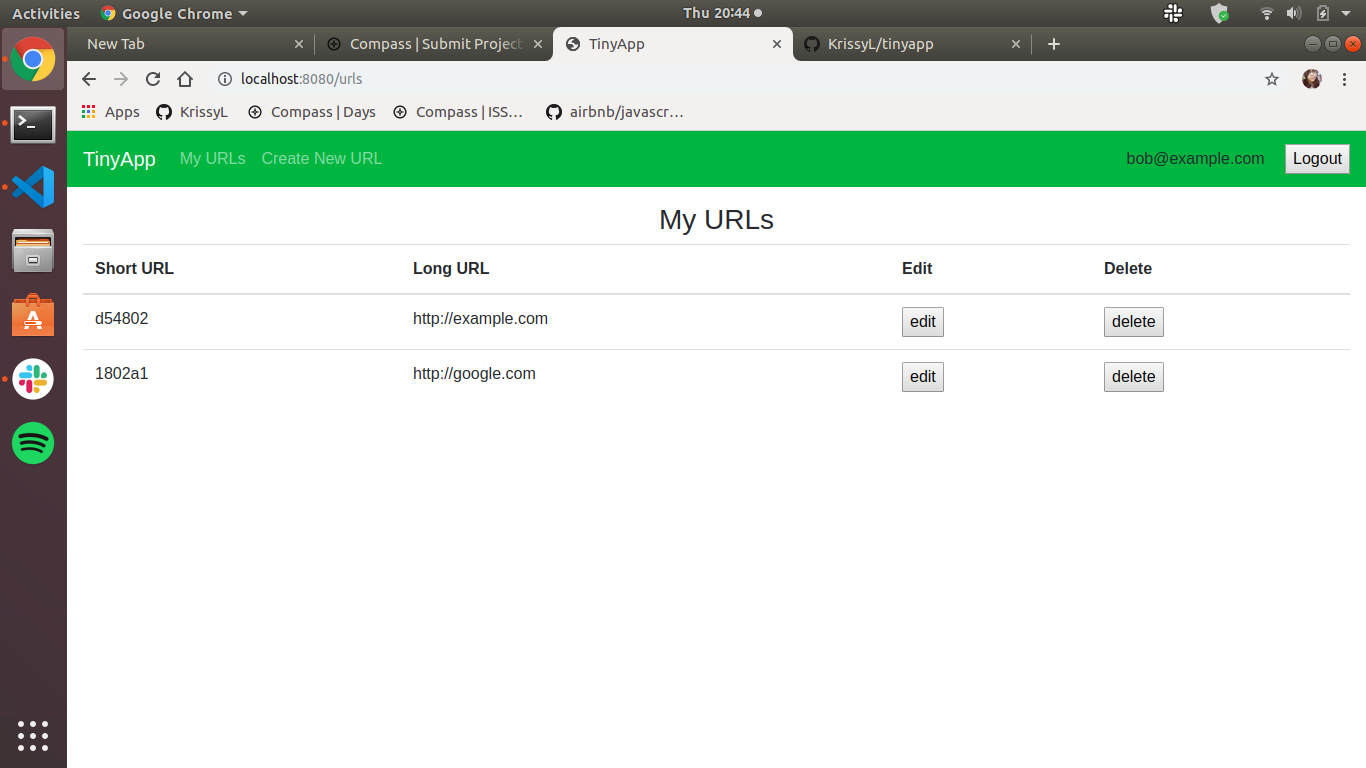 Activities Google Chrome Thu 20:44
New Tab Compass | Submit Project TinyApp KrissyL/tinyapp
localhost:8080/urls
Apps KrissyL Compass | Days Compass | ISS… airbnb/javascr…
TinyApp My URLs Create New URL bob@example.com Logout
My URLs
Short URL Long URL Edit Delete
d54802 http://example.com edit delete
1802a1 http://google.com edit delete